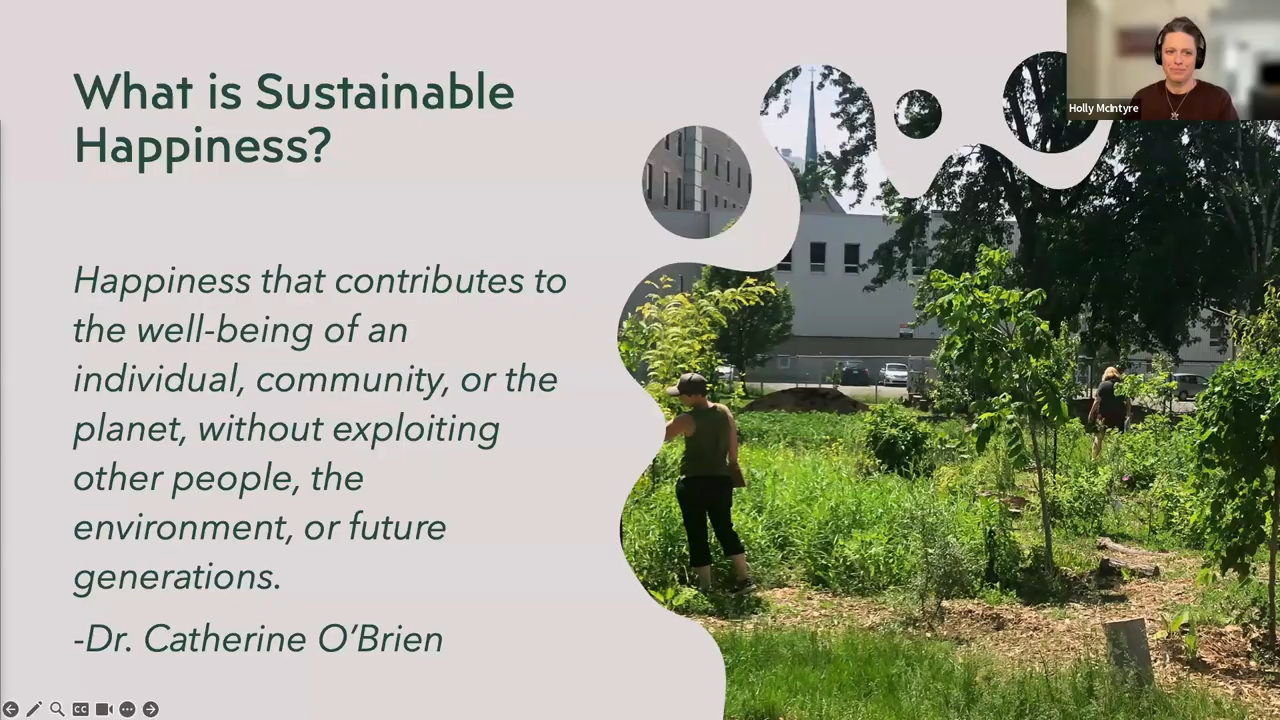 What is Sustainable
Happiness?
Holly McIntyre
Happiness that contributes to
the well-being of an
individual, community, or the
planet, without exploiting
other people, the
environment, or future
generations.
-Dr. Catherine O’Brien
CC